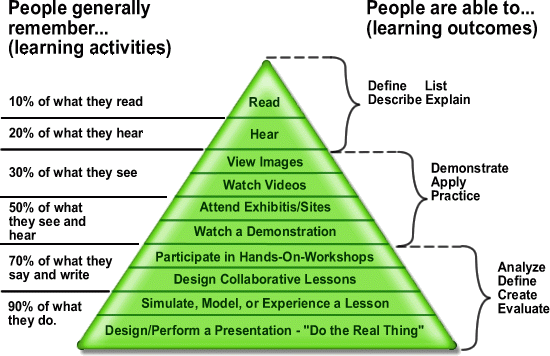 People generally
remember...
(learning activities)
People are able to...
(learning outcomes)
10% of what they read
20% of what they hear
30% of what they see
50% of what
they see and
hear
70% of what they
say and write
90% of what
they do.
Read
Hear
View Images
Watch Videos
Attend Exhibitis/Sites
Watch a Demonstration
Participate in Hands-On-Workshops
Design Collaborative Lessons
Simulate, Model, or Experience a Lesson
Design/Perform a Presentation - "Do the Real Thing"
Define List
Describe Explain
Demonstrate
Apply
Practice
Analyze
Define
Create
Evaluate